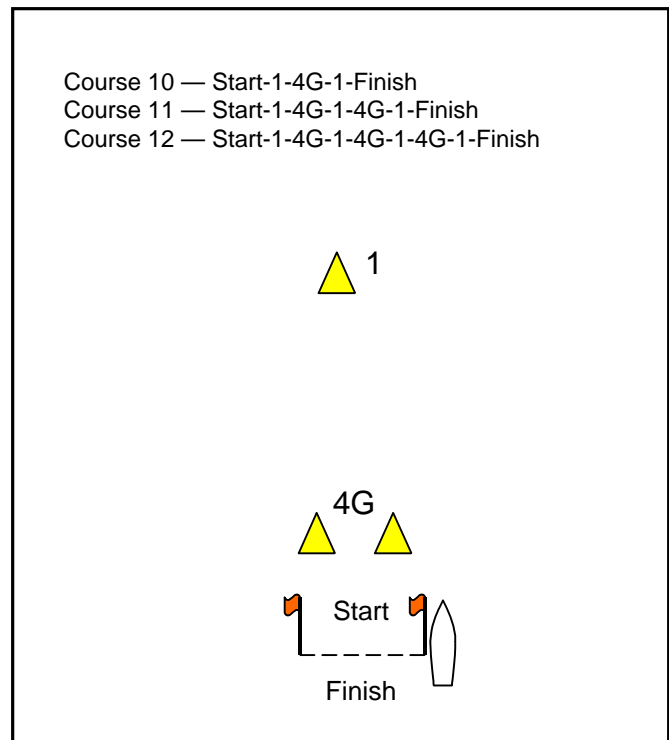 Course 10 — Start-1-4G-1-Finish
Course 11 — Start-1-4G-1-4G-1-Finish
Course 12 — Start-1-4G-1-4G-1-4G-1-Finish
1
4G
Start
Finish